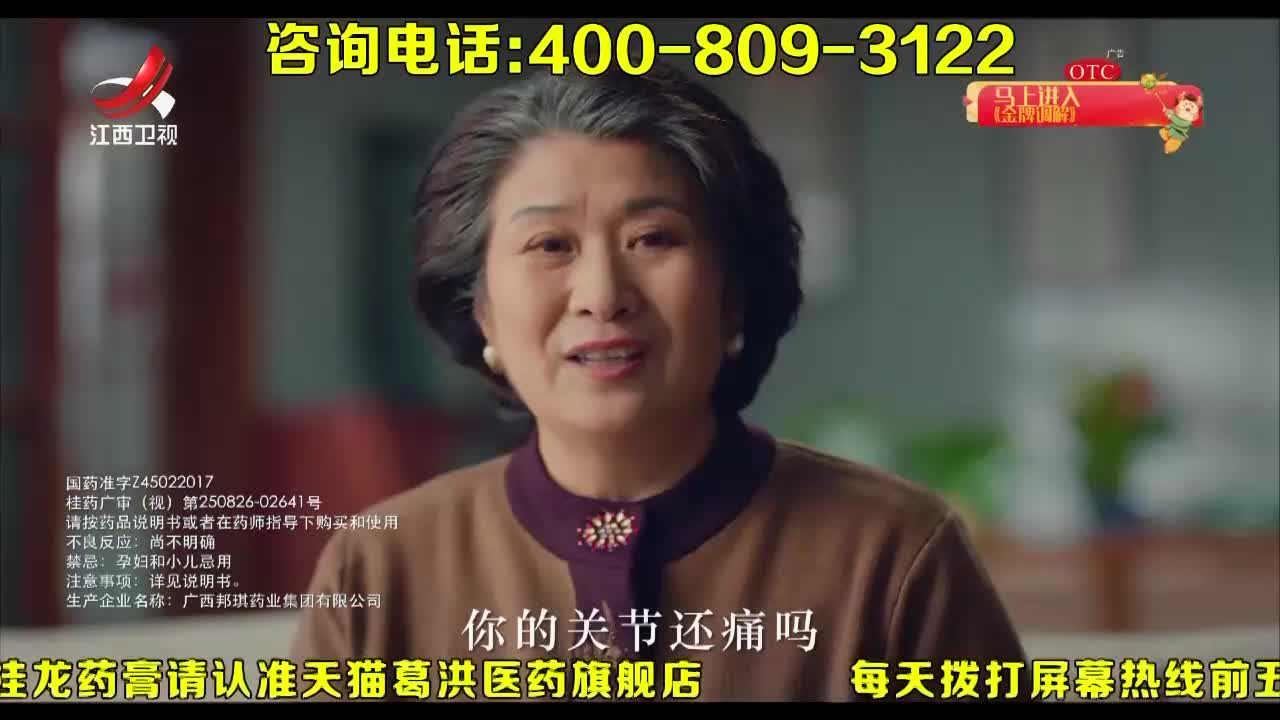 咨询电话:400-809-3122
广告
OTC
马上进入
《金牌调解》
江西卫视
国药准字Z45022017
桂药广审（视）第250826-02641号
请按药品说明书或者在药师指导下购买和使用
不良反应：尚不明确
禁忌：孕妇和小儿忌用
注意事项：详见说明书。
生产企业名称：广西邦琪药业集团有限公司
你的关节还痛吗
桂龙药膏请认准天猫葛洪医药旗舰店 每天拨打屏幕热线前五